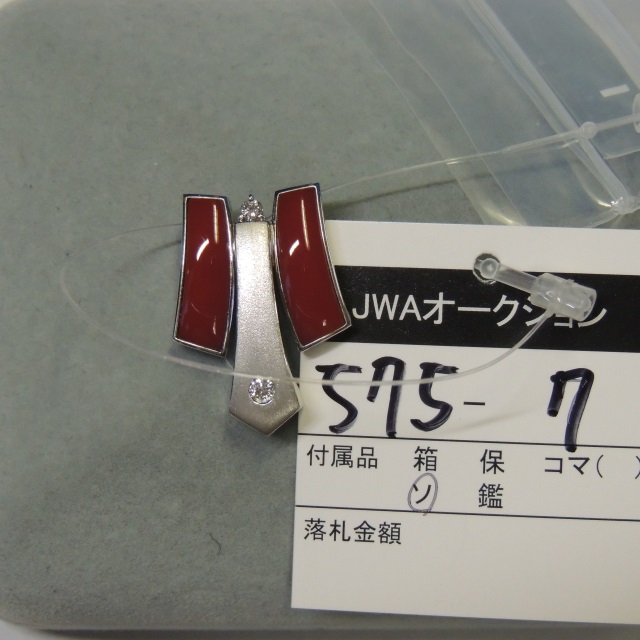 JWAオークション
575- 7
付属品 箱 保 コマ( )
ソ 鑑
落札金額